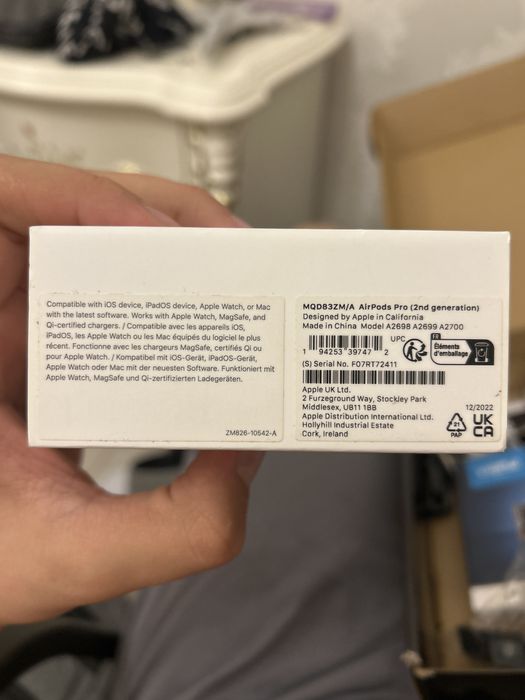 Compatible with iOS device, iPadOS device, Apple Watch, or Mac
with the latest software. Works with Apple Watch, MagSafe, and
Qi-certified chargers. / Compatible avec les appareils iOS,
iPadOS, les Apple Watch ou les Mac équipés du logiciel le plus
récent. Fonctionne avec les chargeurs MagSafe, certifiés Qi ou
pour Apple Watch. / Kompatibel mit iOS-Gerät, iPadOS-Gerät,
Apple Watch oder Mac mit der neuesten Software. Funktioniert mit
Apple Watch, MagSafe und Qi-zertifizierten Ladegeräten.
ZM826-10542-A
MQD83ZM/A AirPods Pro (2nd generation)
Designed by Apple in California
Made in China Model A2698 A2699 A2700
UPC
1 94253 39747 2
FR
Éléments
d'emballage
(S) Serial No. F07RT72411
Apple UK Ltd.
2 Furzeground Way, Stockley Park
Middlesex, UB11 1BB
Apple Distribution International Ltd.
Hollyhill Industrial Estate
Cork, Ireland
12/2022
21
PAP
UK
CA